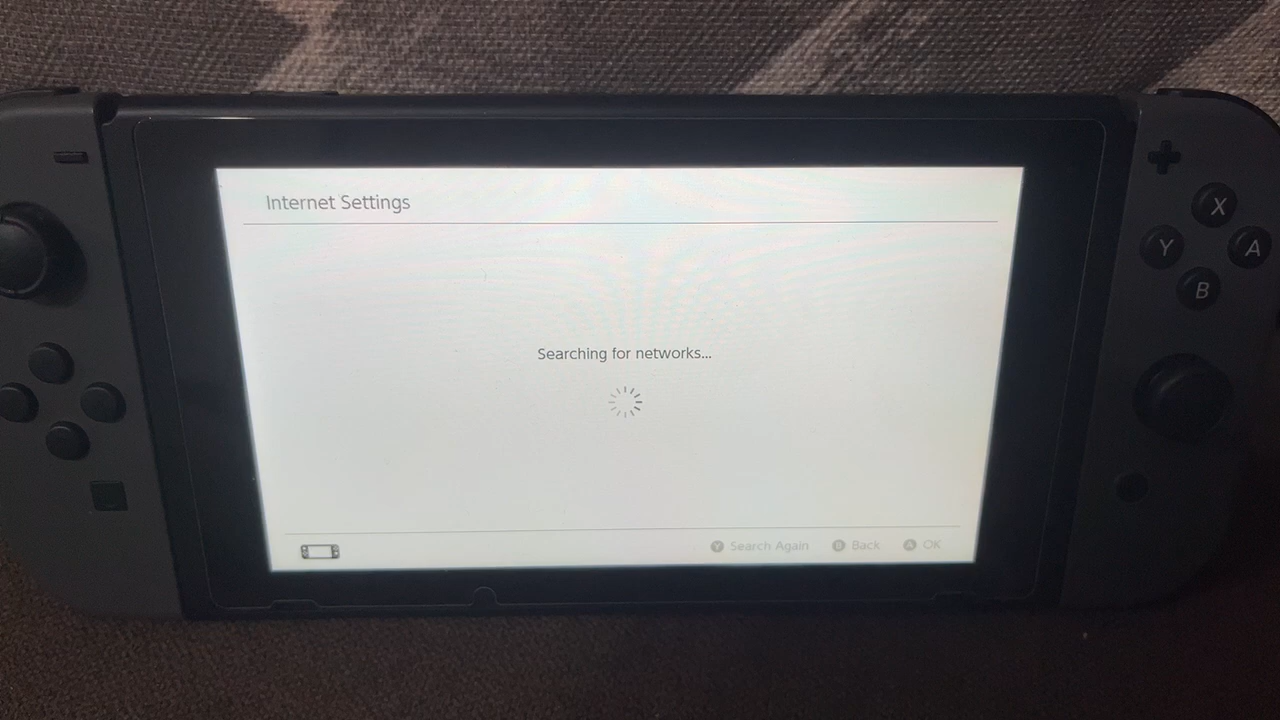 Internet Settings
X
Y
A
B
Searching for networks...
Y Search Again B Back A OK